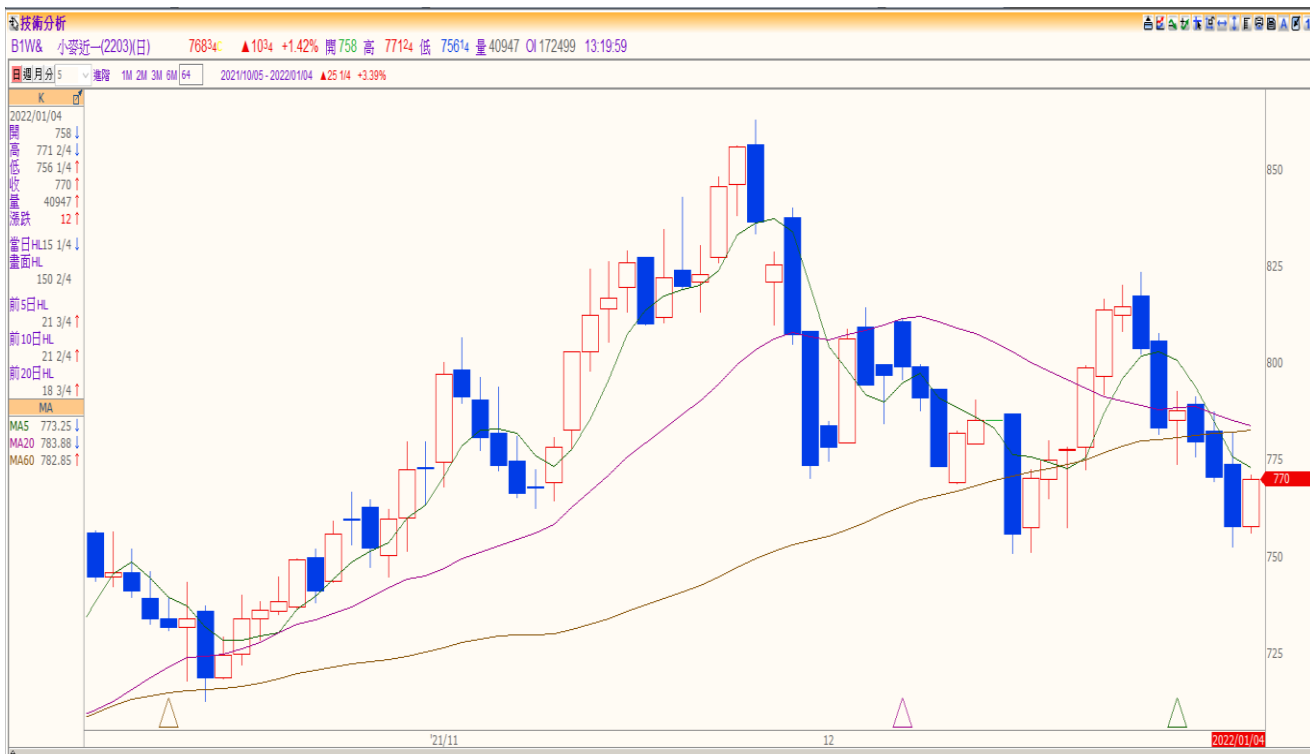 技術分析
B1W& 小麥近一(2203)(日) 768 3/4c ▲10 3/4 +1.42% 開 758 高 771 2/4 低 756 1/4 量 40947 OI 172499 13:19:59
日 週 月 分 5 進階 1M 2M 3M 6M 64 2021/10/05 - 2022/01/04 ▲25 1/4 +3.39%
K
2022/01/04
開 758↓
高 771 2/4↓
低 756 1/4↑
收 770↑
量 40947↑
漲跌 12↑
當日HL 15 1/4↓
畫面HL
150 2/4
前5日HL
21 3/4↑
前10日HL
21 2/4↑
前20日HL
18 3/4↑
MA
MA5 773.25↓
MA20 783.88↓
MA60 782.85↑
850
825
800
775
770
750
725
'21/11
12
2022/01/04